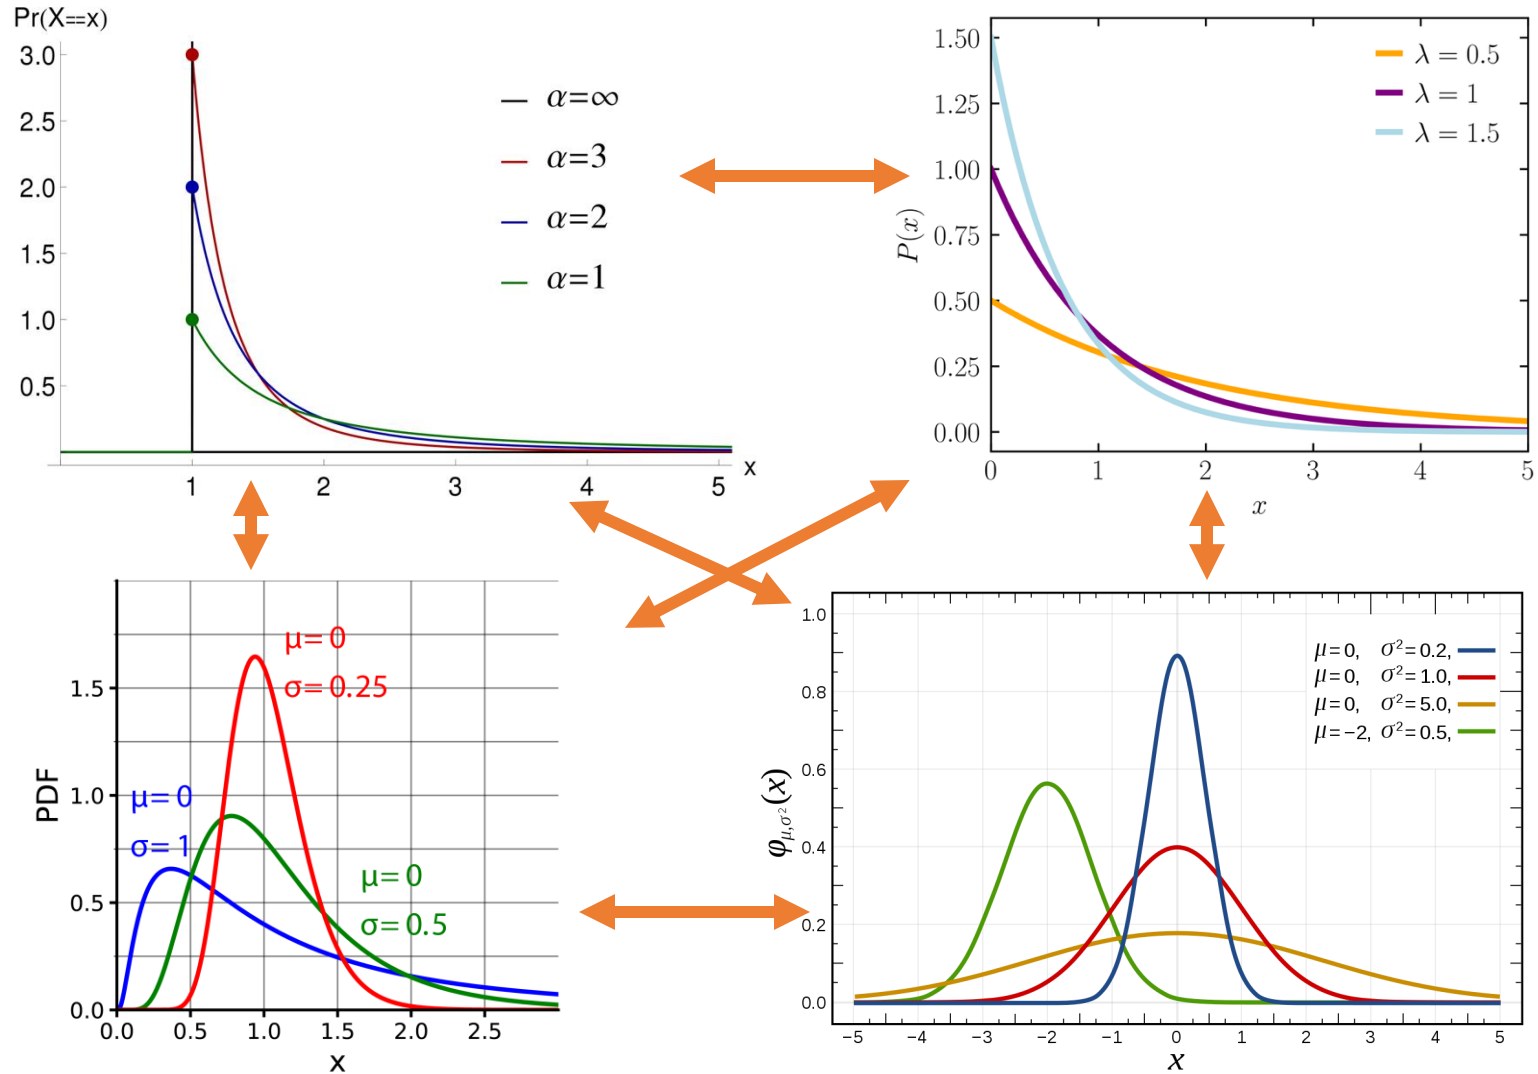 Pr(X==x)
3.0
2.5
2.0
1.5
1.0
0.5
1
2
3
4
5
x
α=∞
α=3
α=2
α=1
1.50
1.25
1.00
0.75
0.50
0.25
0.00
P(x)
0
1
2
3
4
5
x
λ = 0.5
λ = 1
λ = 1.5
PDF
1.5
1.0
0.5
0.0
0.0
0.5
1.0
1.5
2.0
2.5
x
μ=0
σ=0.25
μ=0
σ=1
μ=0
σ=0.5
φμ,σ²(x)
1.0
0.8
0.6
0.4
0.2
0.0
−5
−4
−3
−2
−1
0
1
2
3
4
5
x
μ=0, σ²=0.2,
μ=0, σ²=1.0,
μ=0, σ²=5.0,
μ=−2, σ²=0.5,